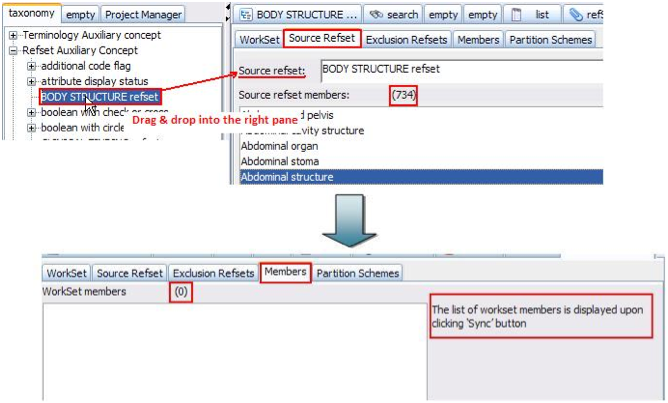 taxonomy empty Project Manager
Terminology Auxiliary concept
Refset Auxiliary Concept
additional code flag
attribute display status
BODY STRUCTURE refset
boolean with check or cross
boolean with circle
BODY STRUCTURE ... search empty empty list refs
WorkSet Source Refset Exclusion Refsets Members Partition Schemes
Source refset: BODY STRUCTURE refset
Source refset members: (734)
Drag & drop into the right pane
pelvis
cavity structure
Abdominal organ
Abdominal stoma
Abdominal structure
WorkSet Source Refset Exclusion Refsets Members Partition Schemes
WorkSet members (0)
The list of workset members is displayed upon
clicking 'Sync' button